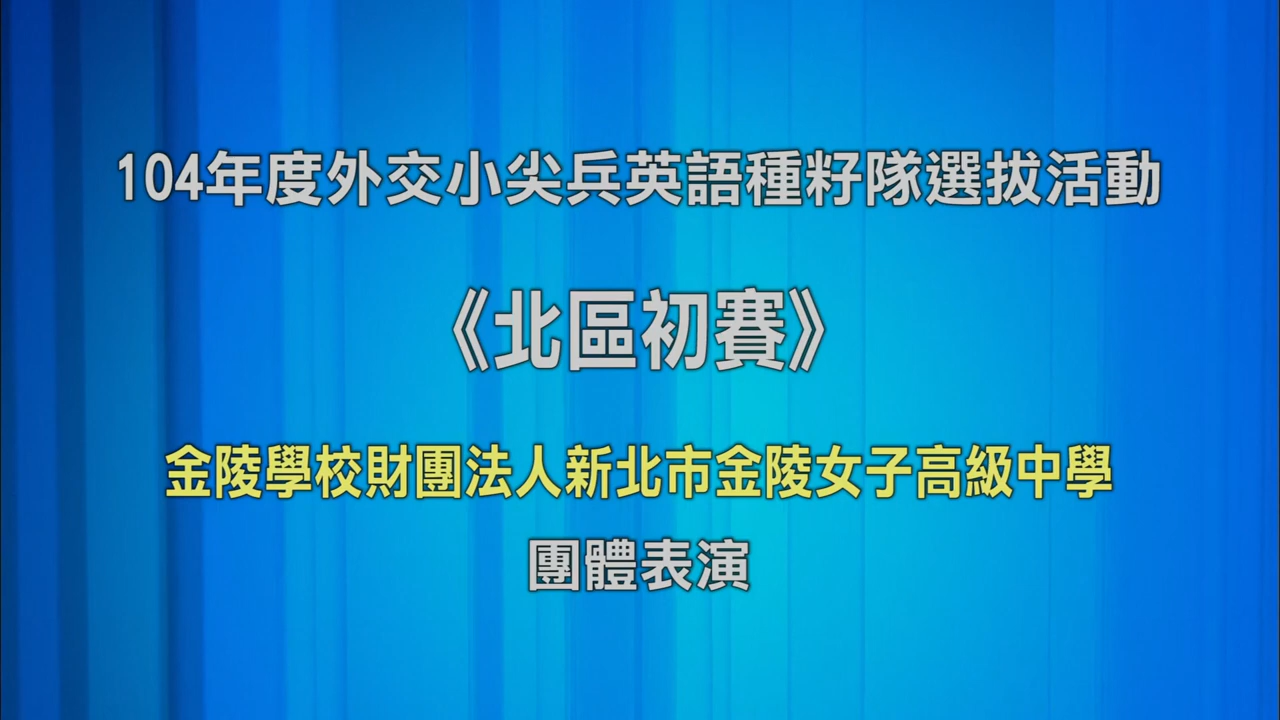 104年度外交小尖兵英語種籽隊選拔活動
《北區初賽》
金陵學校財團法人新北市金陵女子高級中學
團體表演